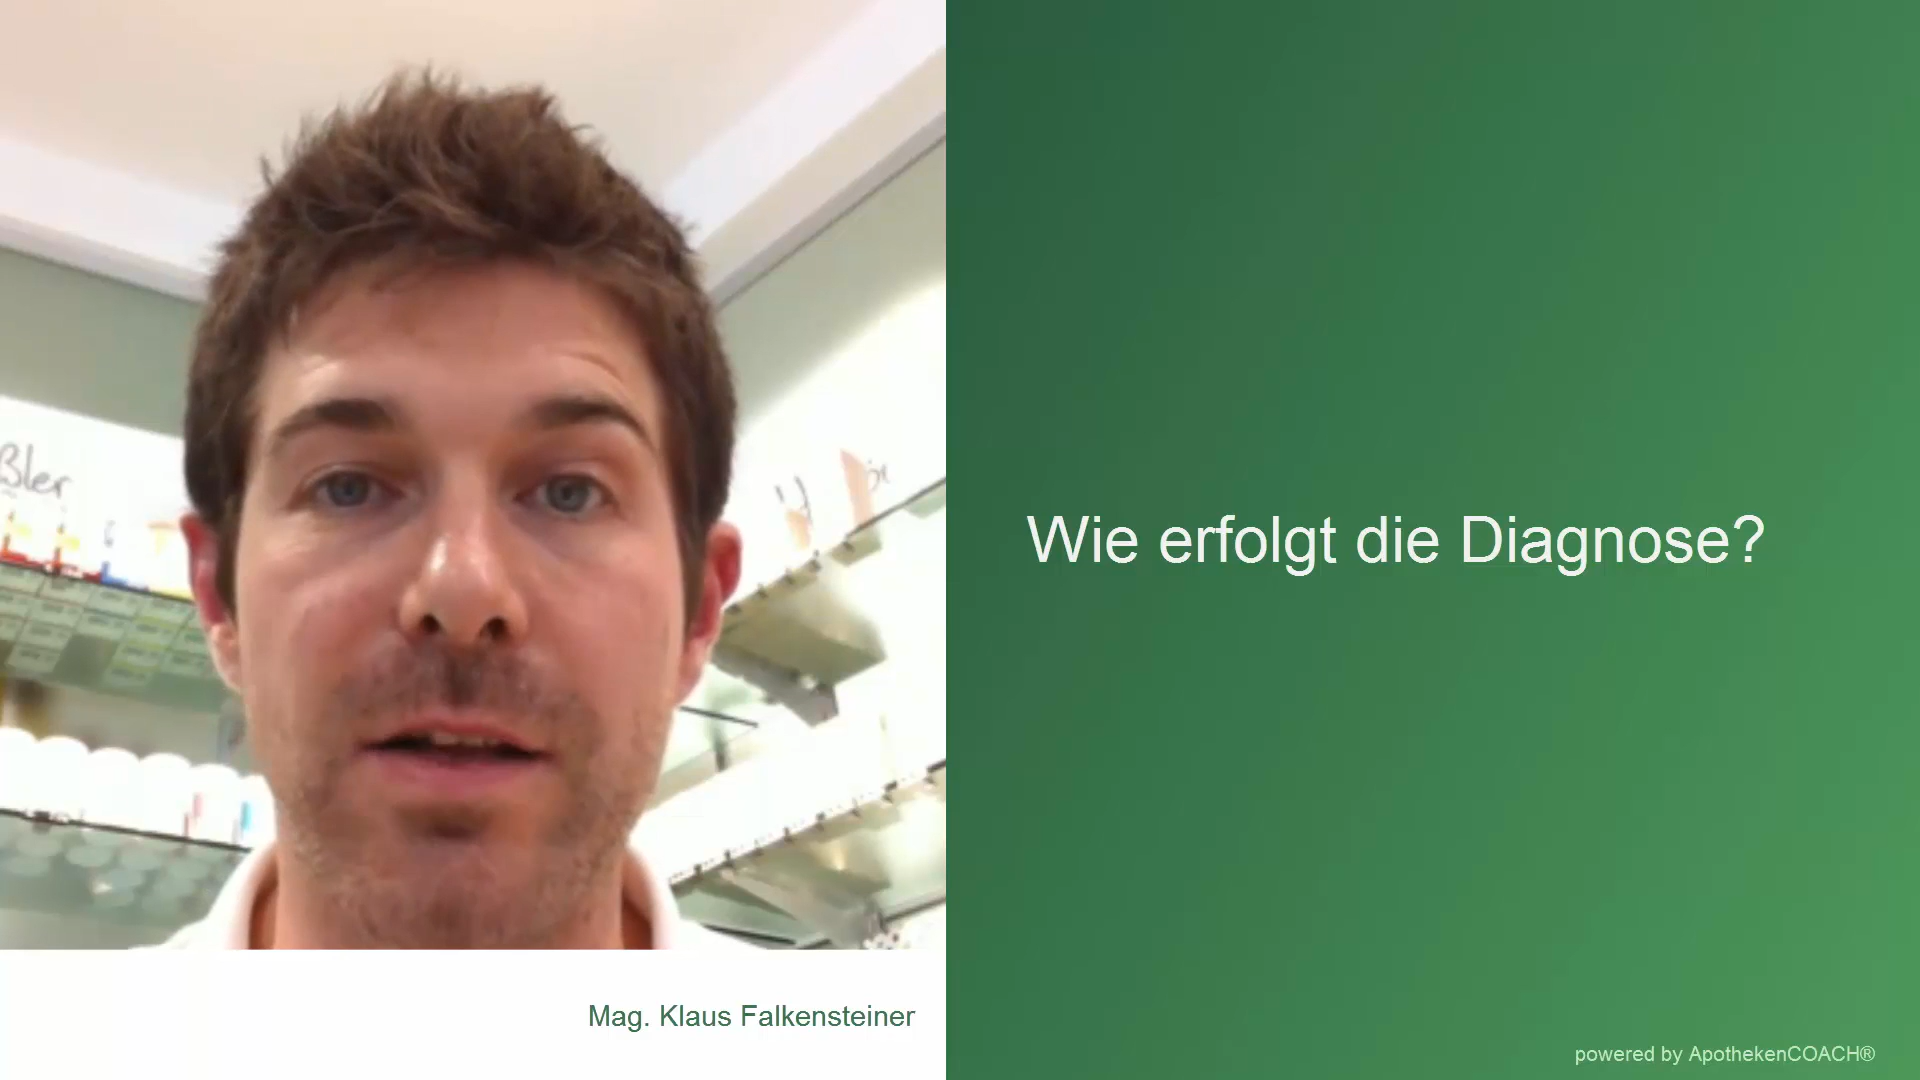 Wie erfolgt die Diagnose?
Mag. Klaus Falkensteiner
powered by ApothekenCOACH®